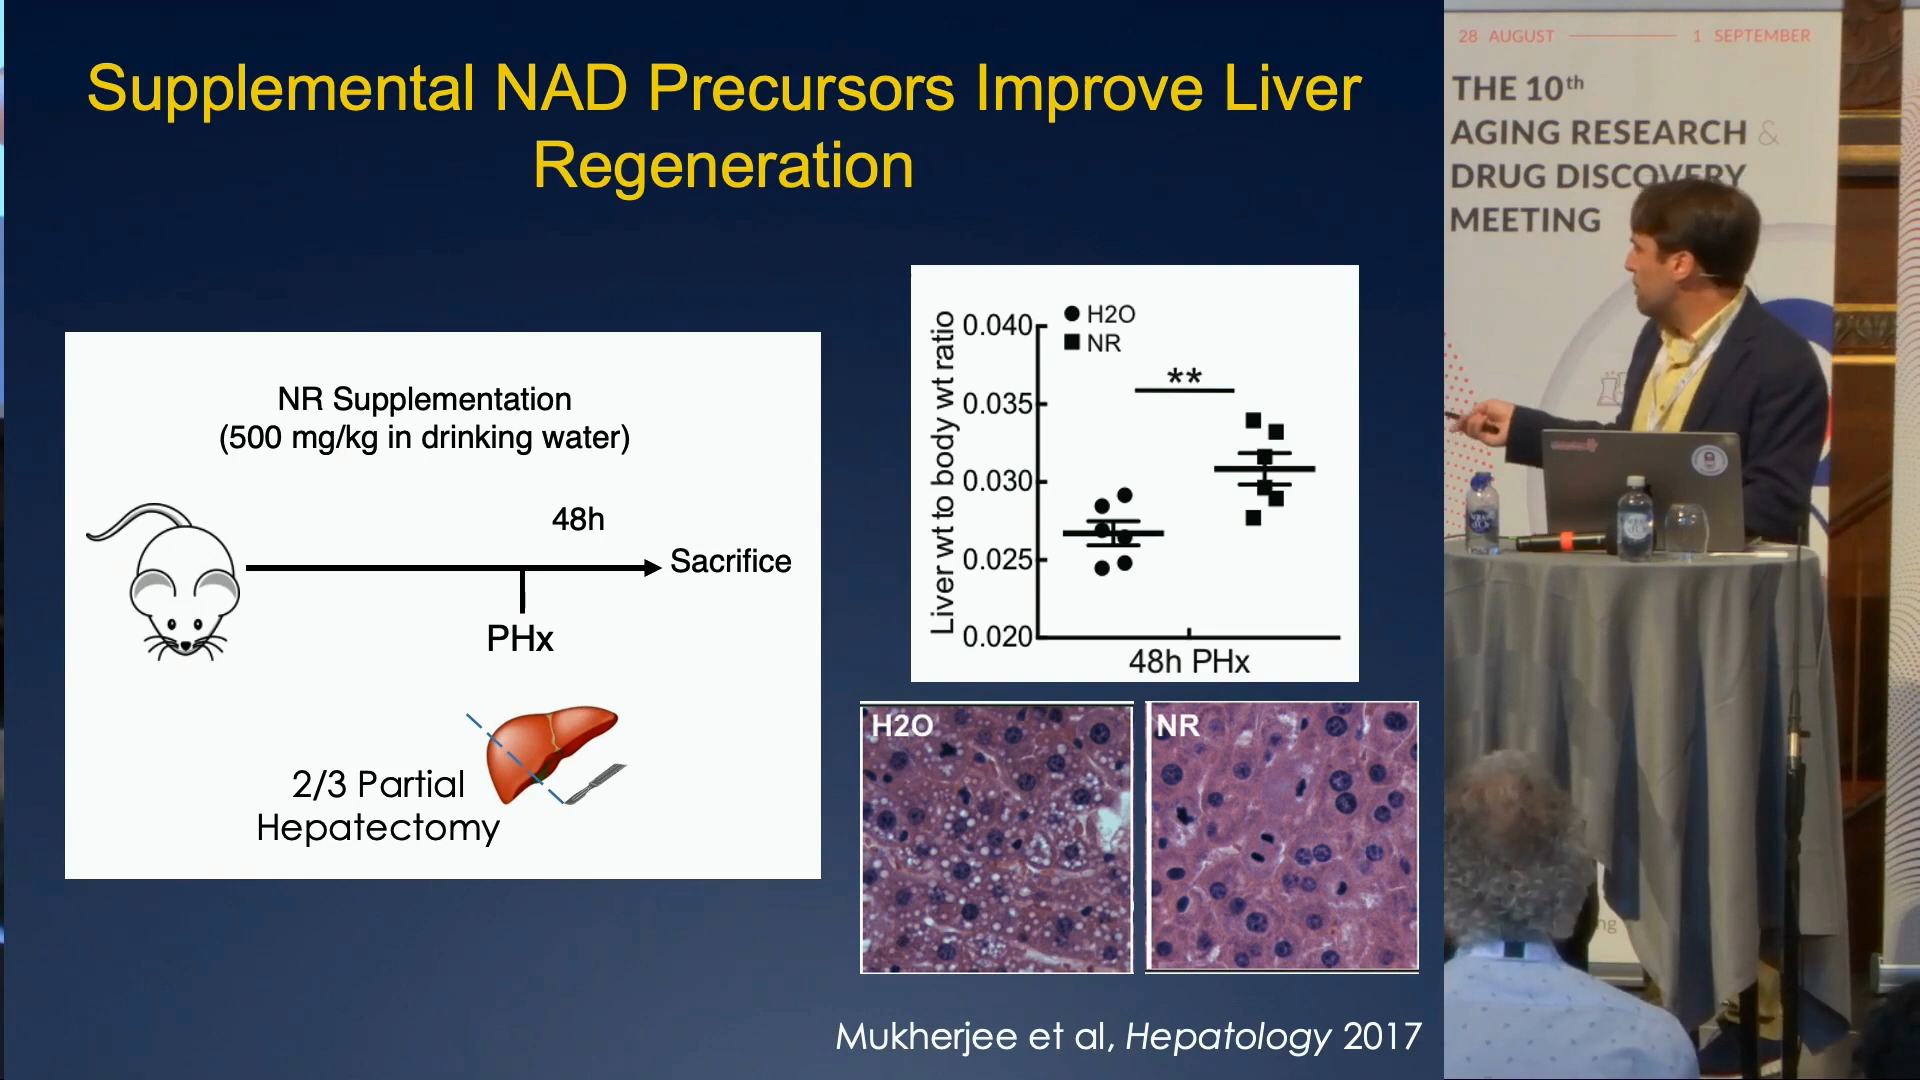 Supplemental NAD Precursors Improve Liver
Regeneration
NR Supplementation
(500 mg/kg in drinking water)
48h
Sacrifice
PHx
2/3 Partial
Hepatectomy
H2O
NR
**
Liver wt to body wt ratio
0.040
0.035
0.030
0.025
0.020
48h PHx
H2O
NR
Mukherjee et al, Hepatology 2017
28 AUGUST 1 SEPTEMBER
THE 10th
AGING RESEARCH &
DRUG DISCOVERY
MEETING